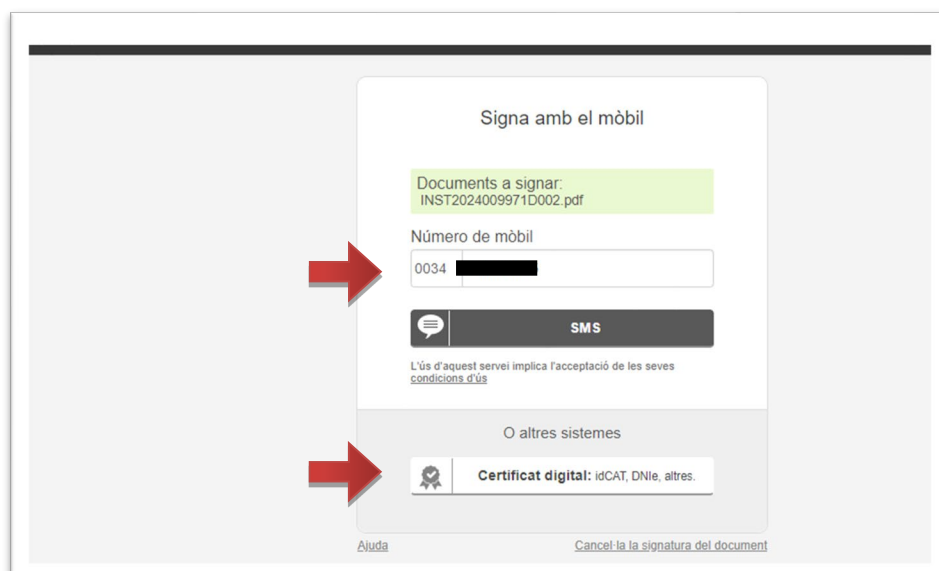 Signa amb el mòbil
Documents a signar:
INST2024009971D002.pdf
Número de mòbil
0034
SMS
L'ús d'aquest servei implica l'acceptació de les seves
condicions d'ús
O altres sistemes
Certificat digital: idCAT, DNIe, altres.
Ajuda Cancel·la la signatura del document